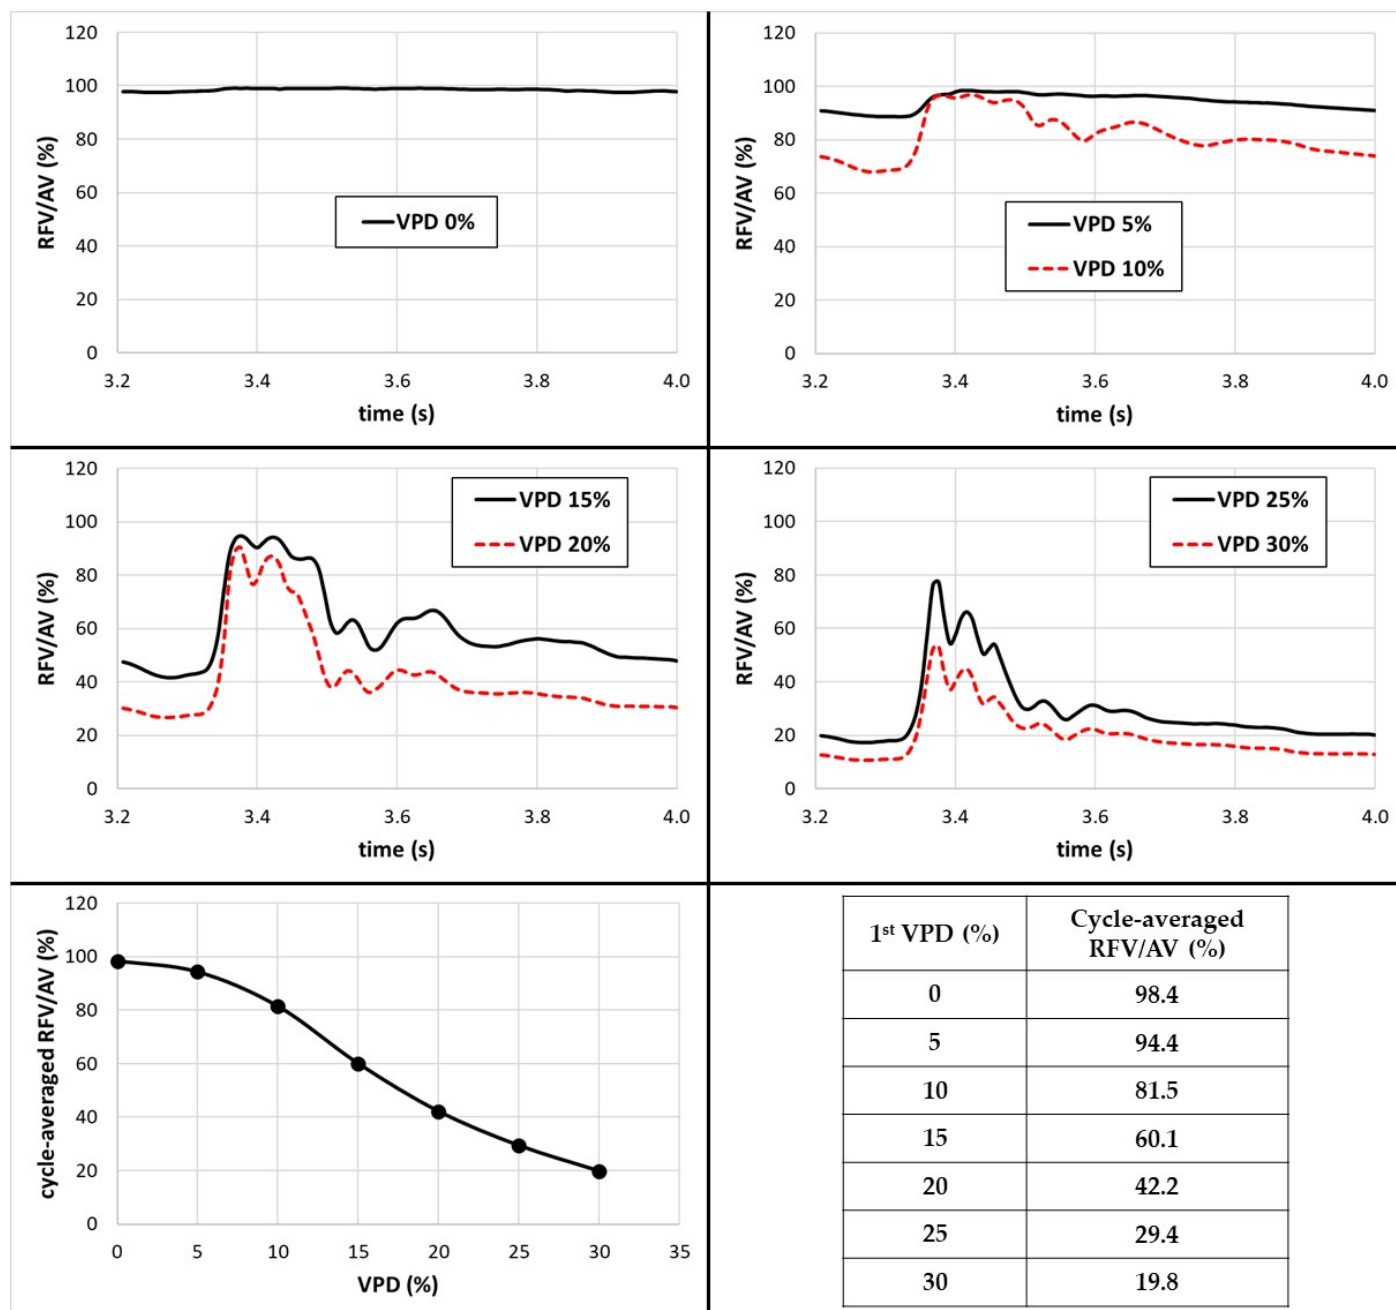 120
100
80
60
40
20
0
RFV/AV (%)
VPD 0%
3.2 3.4 3.6 3.8 4.0
time (s)
120
100
80
60
40
20
0
RFV/AV (%)
VPD 5%
VPD 10%
3.2 3.4 3.6 3.8 4.0
time (s)
120
100
80
60
40
20
0
RFV/AV (%)
VPD 15%
VPD 20%
3.2 3.4 3.6 3.8 4.0
time (s)
120
100
80
60
40
20
0
RFV/AV (%)
VPD 25%
VPD 30%
3.2 3.4 3.6 3.8 4.0
time (s)
120
100
80
60
40
20
0
cycle-averaged RFV/AV (%)
0 5 10 15 20 25 30 35
VPD (%)
1st VPD (%) Cycle-averaged
RFV/AV (%)
0 98.4
5 94.4
10 81.5
15 60.1
20 42.2
25 29.4
30 19.8